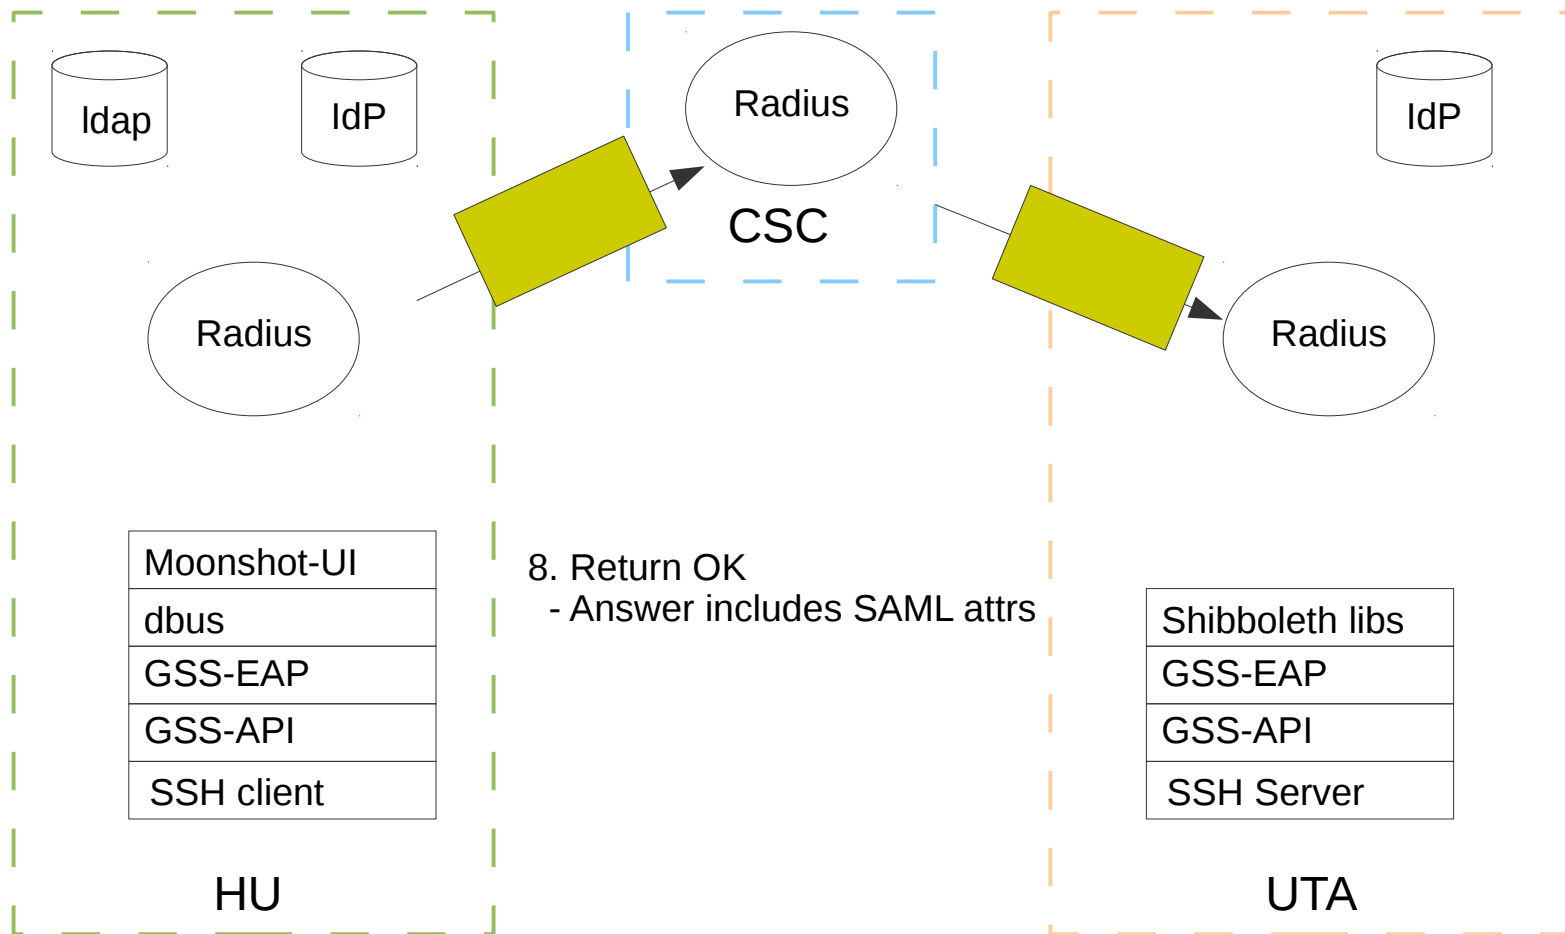 ldap
IdP
Radius
CSC
IdP
Radius
Radius
Moonshot-UI
dbus
GSS-EAP
GSS-API
SSH client
HU
8. Return OK
- Answer includes SAML attrs
Shibboleth libs
GSS-EAP
GSS-API
SSH Server
UTA